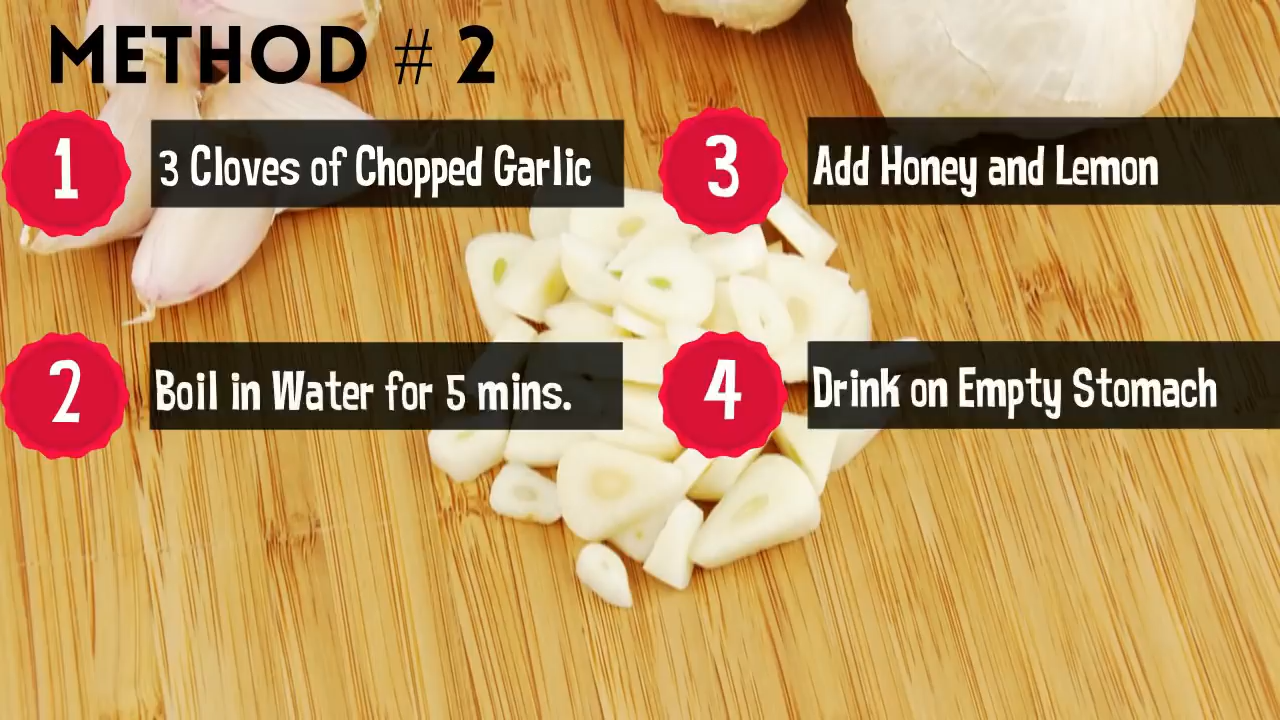 METHOD # 2
1
3 Cloves of Chopped Garlic
2
Boil in Water for 5 mins.
3
Add Honey and Lemon
4
Drink on Empty Stomach